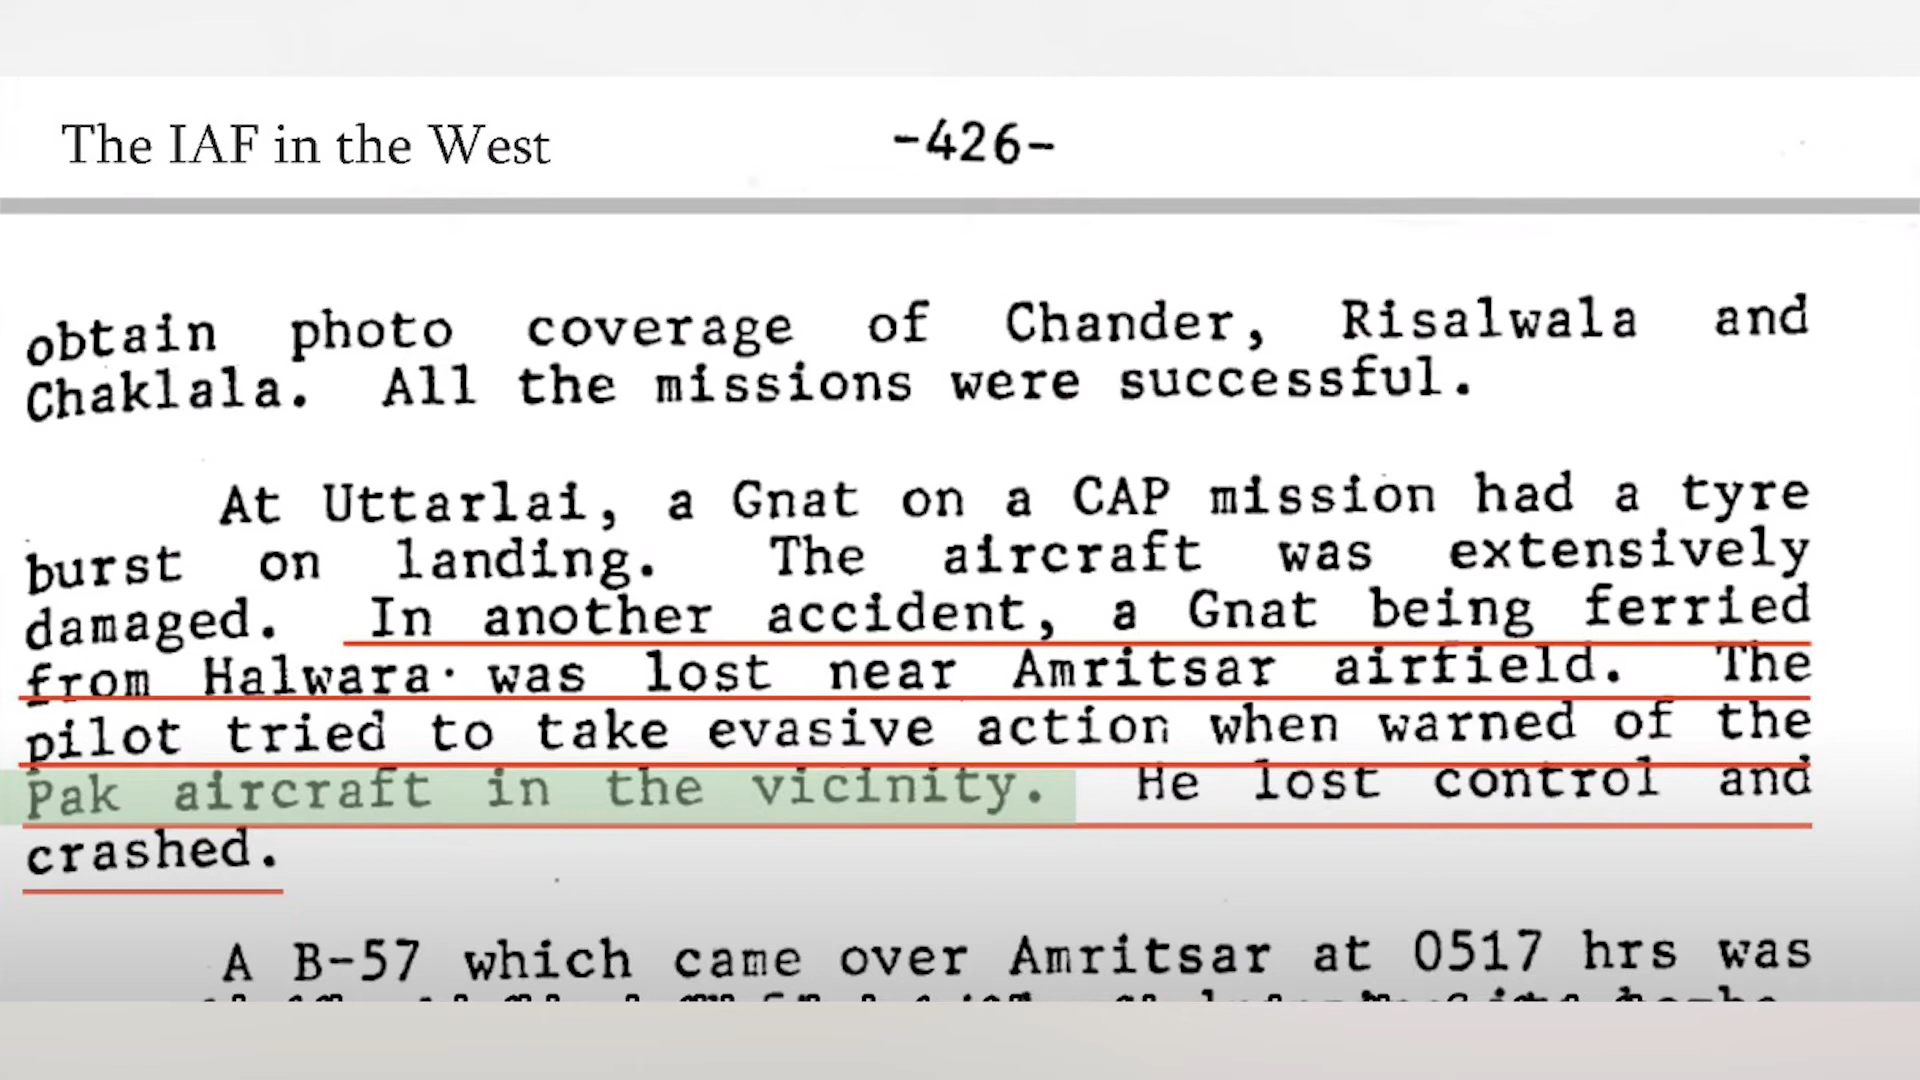 The IAF in the West
-426-
obtain photo coverage of Chander, Risalwala and
Chaklala. All the missions were successful.
At Uttarlai, a Gnat on a CAP mission had a tyre
burst on landing. The aircraft was extensively
damaged. In another accident, a Gnat being ferried
from Halwara was lost near Amritsar airfield. The
pilot tried to take evasive action when warned of the
Pak aircraft in the vicinity. He lost control and
crashed.
A B-57 which came over Amritsar at 0517 hrs was